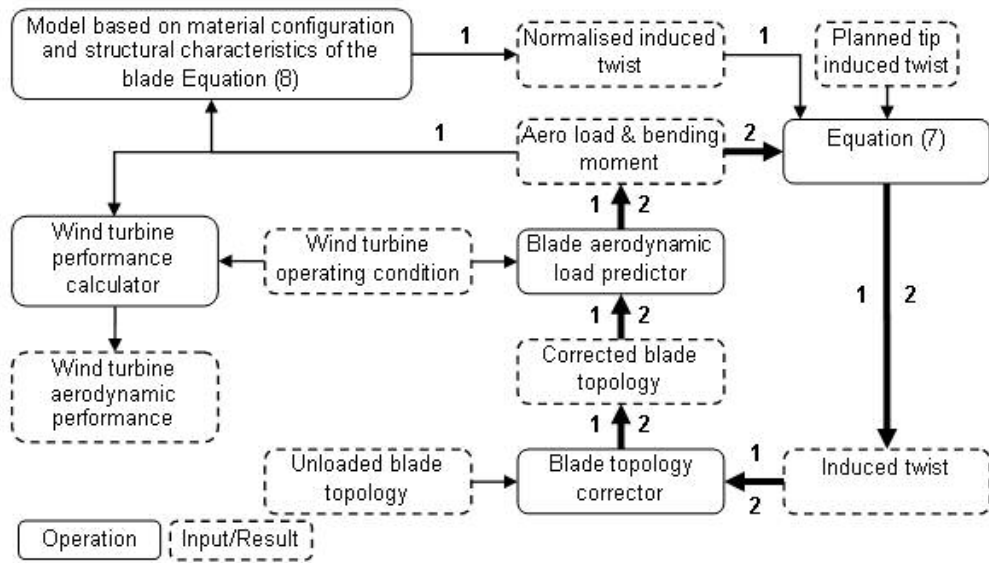 Model based on material configuration
and structural characteristics of the
blade Equation (8)
1
Normalised induced
twist
1
Planned tip
induced twist
1
Aero load & bending
moment
2
Equation (7)
1 2
Wind turbine
performance
calculator
Wind turbine
operating condition
Blade aerodynamic
load predictor
1 2
1 2
Wind turbine
aerodynamic
performance
Corrected blade
topology
1 2
Unloaded blade
topology
Blade topology
corrector
1
2
Induced twist
Operation
Input/Result